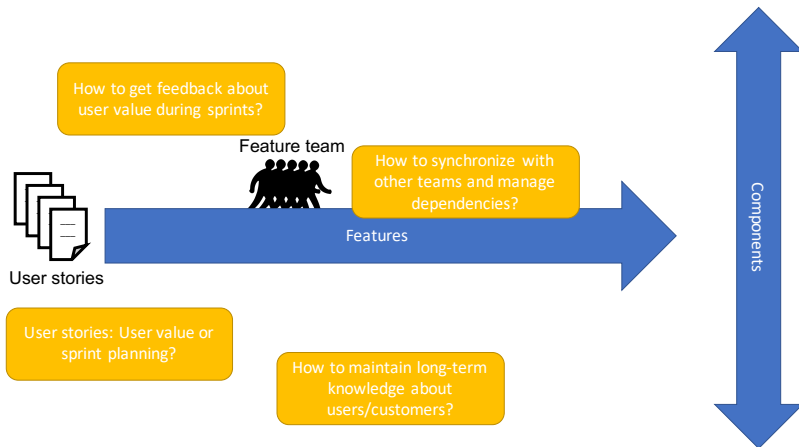 How to get feedback about
user value during sprints?
Feature team
How to synchronize with
other teams and manage
dependencies?
Features
User stories
Components
User stories: User value or
sprint planning?
How to maintain long-term
knowledge about
users/customers?